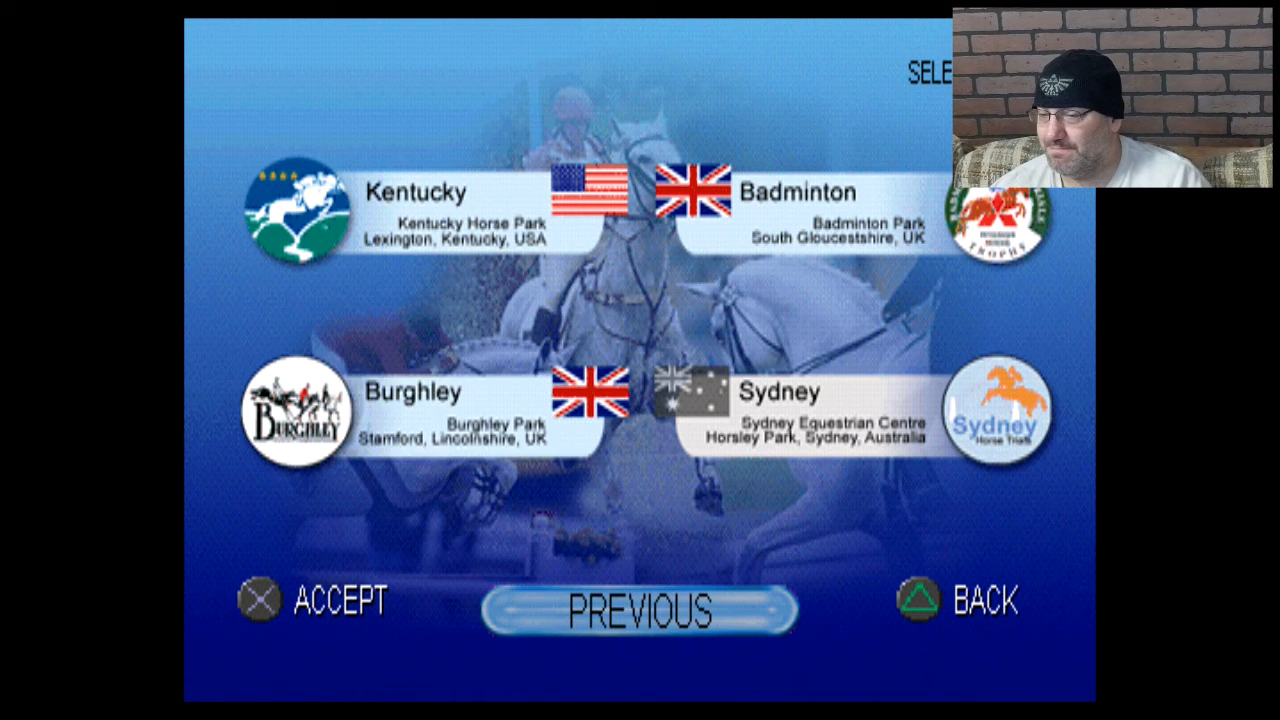 SELE
Kentucky
Kentucky Horse Park
Lexington, Kentucky, USA
Badminton
Badminton Park
South Gloucestshire, UK
TROPHY
Burghley
Burghley Park
Stamford, Lincolnshire, UK
BURGHLEY
Sydney
Sydney Equestrian Centre
Horsley Park, Sydney, Australia
Sydney
Horse Trials
ACCEPT
PREVIOUS
BACK